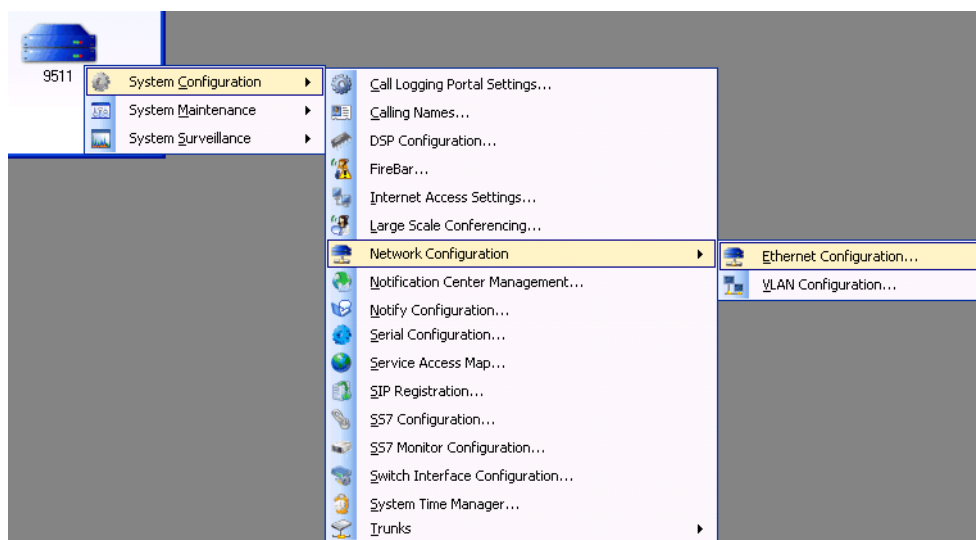 9511
System Configuration
System Maintenance
System Surveillance
Call Logging Portal Settings...
Calling Names...
DSP Configuration...
FireBar...
Internet Access Settings...
Large Scale Conferencing...
Network Configuration
Notification Center Management...
Notify Configuration...
Serial Configuration...
Service Access Map...
SIP Registration...
SS7 Configuration...
SS7 Monitor Configuration...
Switch Interface Configuration...
System Time Manager...
Trunks
Ethernet Configuration...
VLAN Configuration...